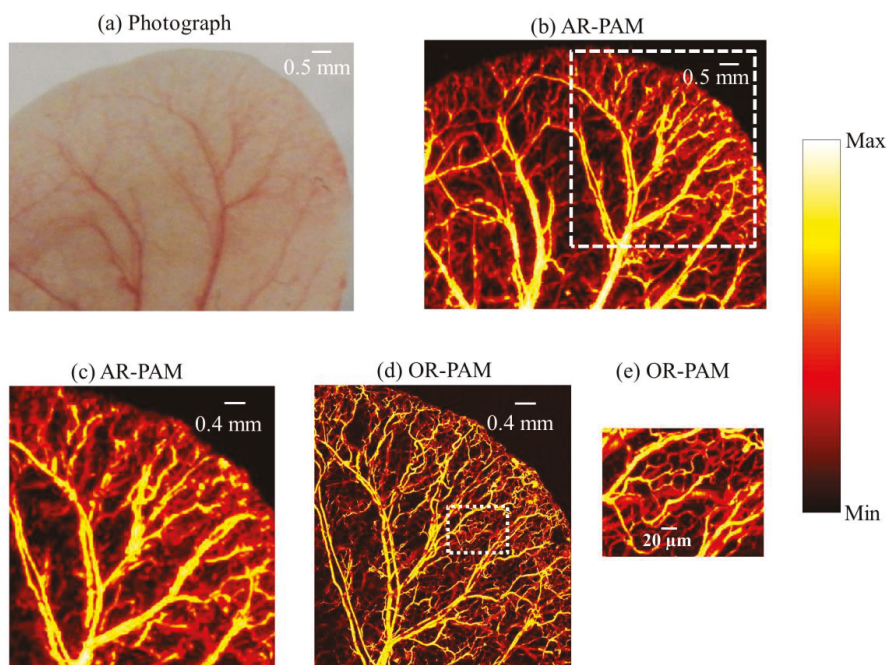 (a) Photograph
0.5 mm
(b) AR-PAM
0.5 mm
Max
Min
(c) AR-PAM
0.4 mm
(d) OR-PAM
0.4 mm
(e) OR-PAM
20 µm